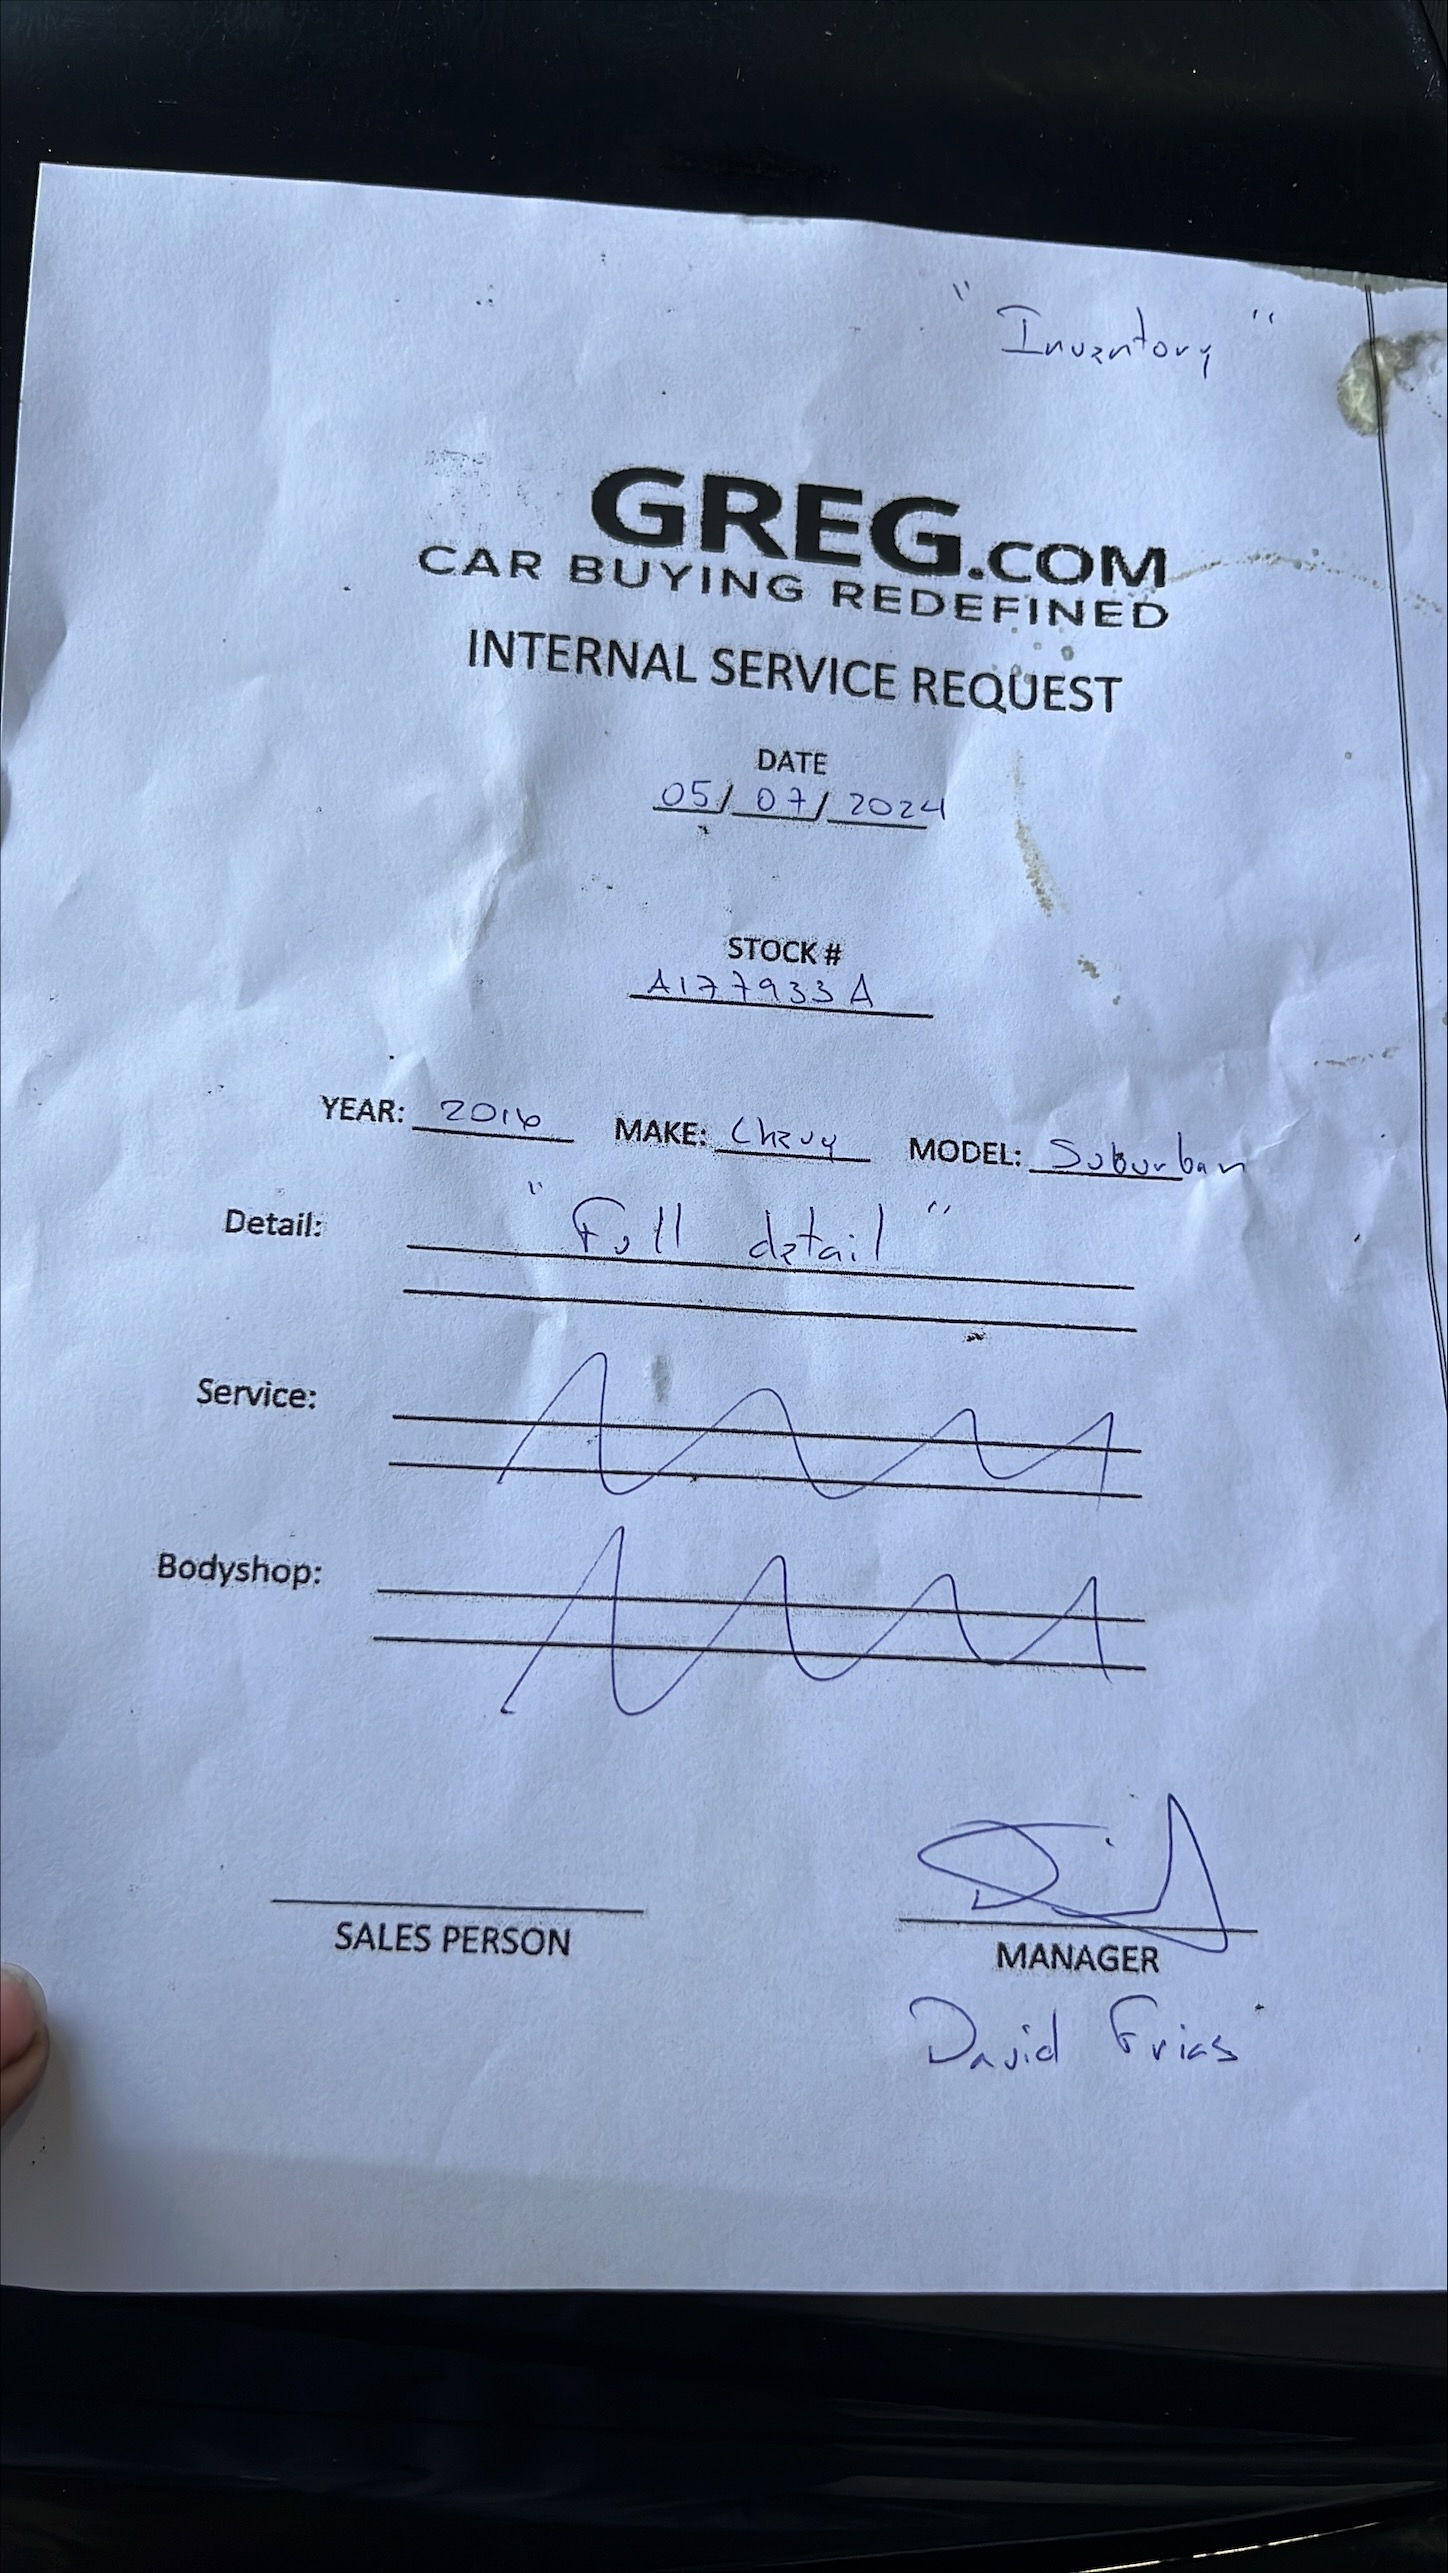 "Inventory"
GREG.COM
CAR BUYING REDEFINED
INTERNAL SERVICE REQUEST
DATE
05/07/2024
STOCK #
A177933A
YEAR: 2016 MAKE: Chevy MODEL: Suburban
Detail: "Full detail"
Service:
Bodyshop:
SALES PERSON
MANAGER
David Frias